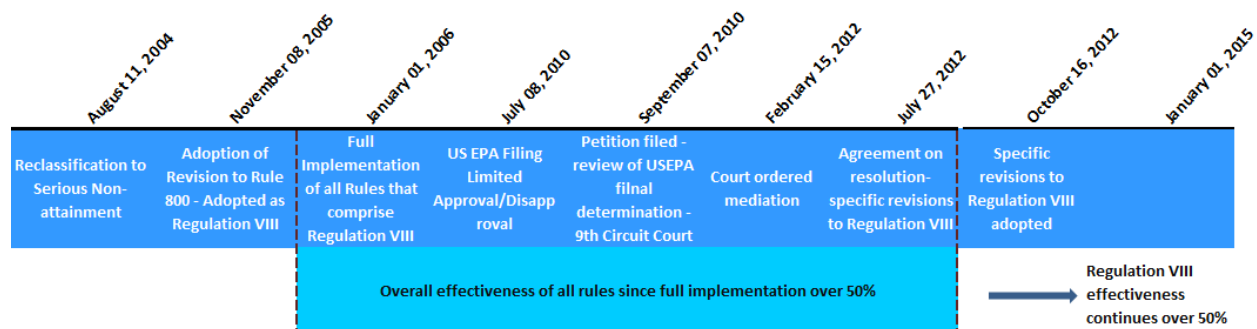 August 11, 2004
November 08, 2005
January 01, 2006
July 08, 2010
September 07, 2010
February 15, 2012
July 27, 2012
October 16, 2012
January 01, 2015
Reclassification to
Serious Non-
attainment
Adoption of
Revision to Rule
800 - Adopted as
Regulation VIII
Full
Implementation
of all Rules that
comprise
Regulation VIII
US EPA Filing
Limited
Approval/Disapp
roval
Petition filed -
review of USEPA
filnal
determination -
9th Circuit Court
Court ordered
mediation
Agreement on
resolution-
specific revisions
to Regulation VIII
Specific
revisions to
Regulation VIII
adopted
Overall effectiveness of all rules since full implementation over 50%
Regulation VIII
effectiveness
continues over 50%